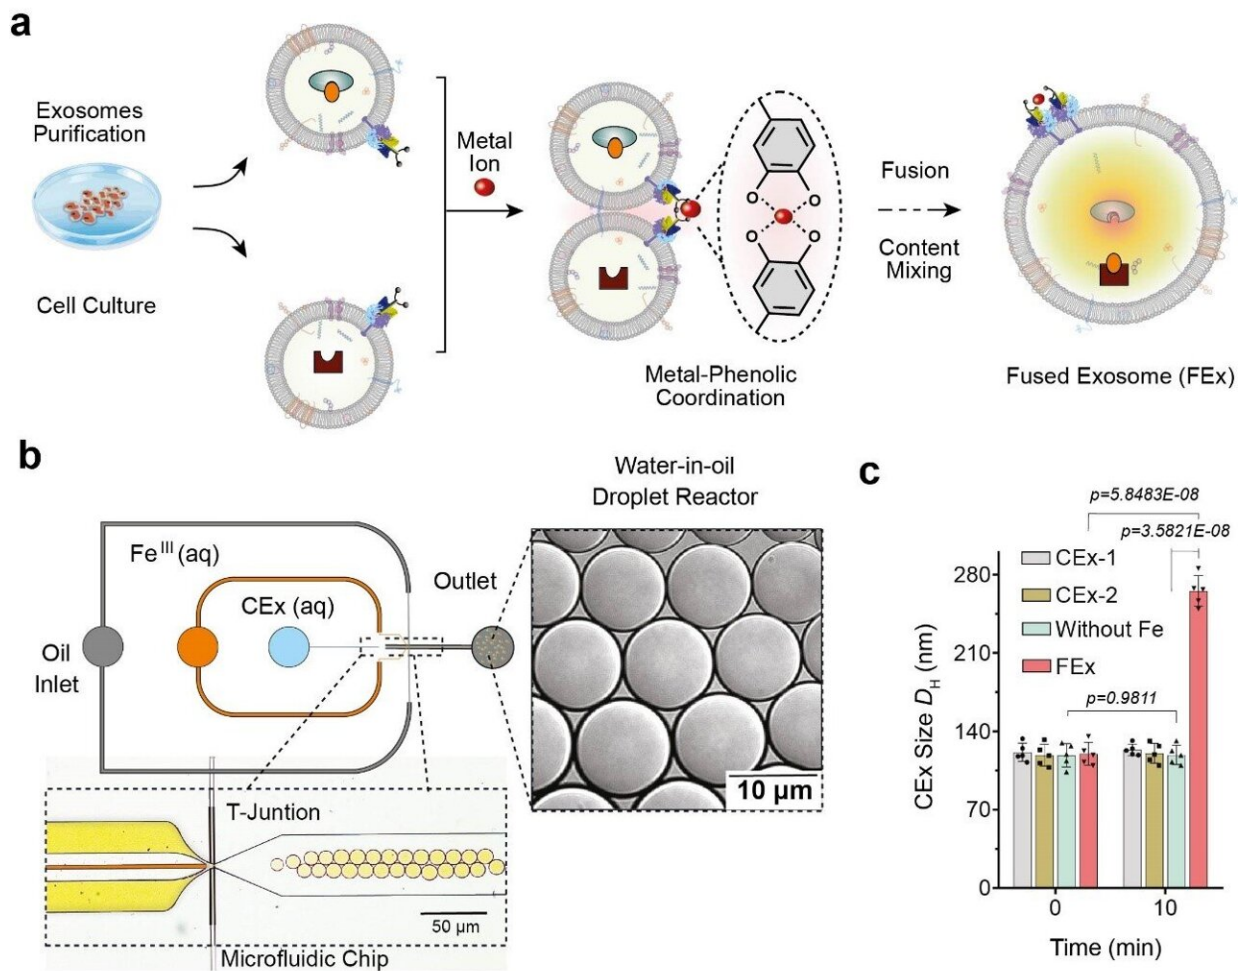 a
Exosomes
Purification
Cell Culture
Metal
Ion
O
O
O
O
Metal-Phenolic
Coordination
Fusion
Content
Mixing
Fused Exosome (FEx)
b
Fe^III (aq)
CEx (aq)
Oil
Inlet
Outlet
Water-in-oil
Droplet Reactor
10 µm
T-Juntion
50 µm
Microfluidic Chip
c
p=5.8483E-08
p=3.5821E-08
CEx-1
CEx-2
Without Fe
FEx
p=0.9811
CEx Size D_H (nm)
280
210
140
70
0
0
10
Time (min)